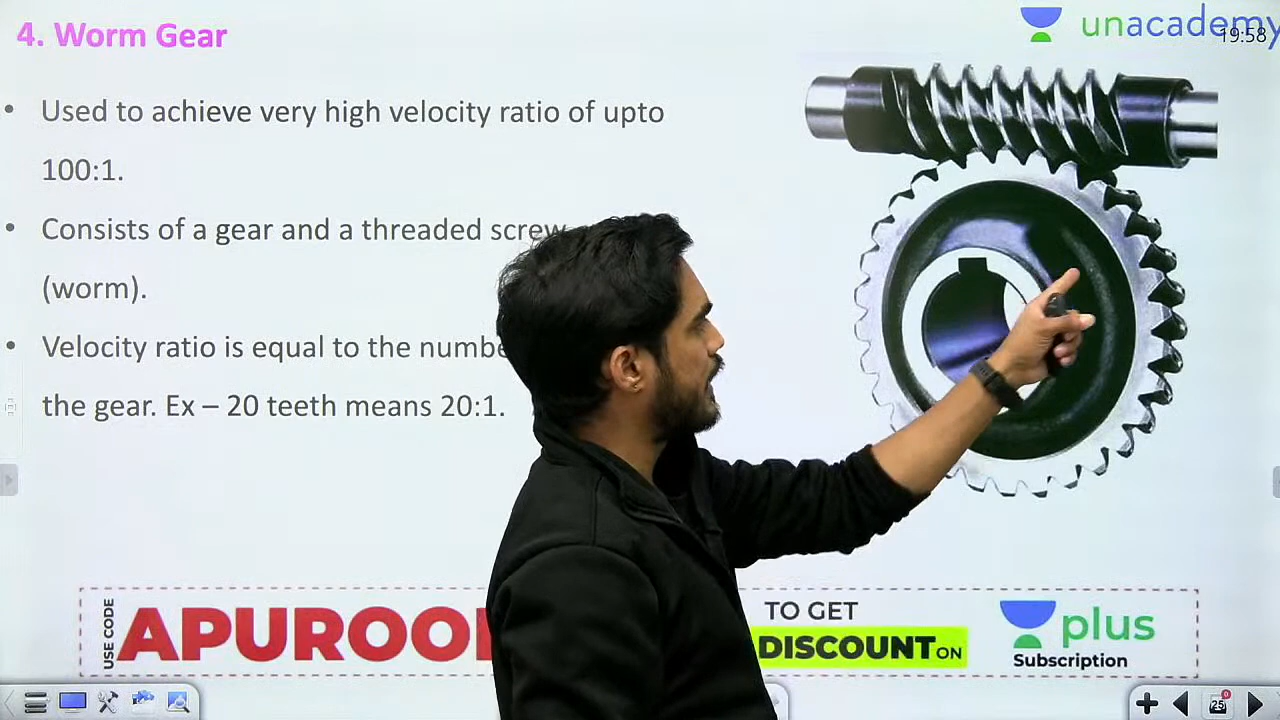 4. Worm Gear
unacademy
19:58
• Used to achieve very high velocity ratio of upto
100:1.
• Consists of a gear and a threaded screw
(worm).
• Velocity ratio is equal to the
the gear. Ex – 20 teeth means 20:1.
USE CODE
TO GET
DISCOUNT ON
plus
Subscription
25
0